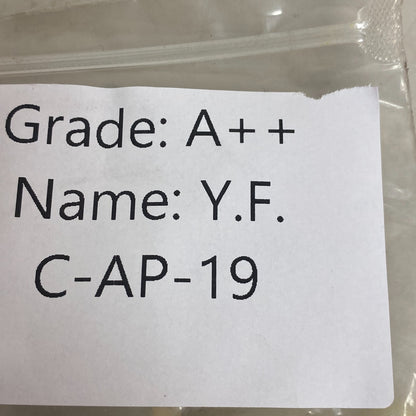 Grade: A++
Name: Y.F.
C-AP-19